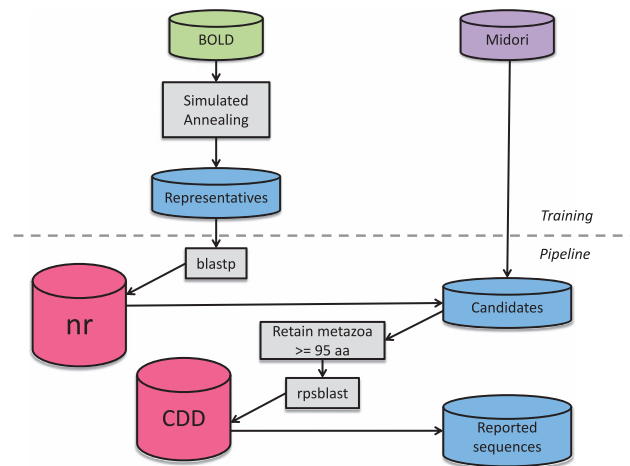 BOLD
Midori
Simulated
Annealing
Representatives
Training
Pipeline
blastp
nr
Candidates
Retain metazoa
>= 95 aa
rpsblast
CDD
Reported
sequences